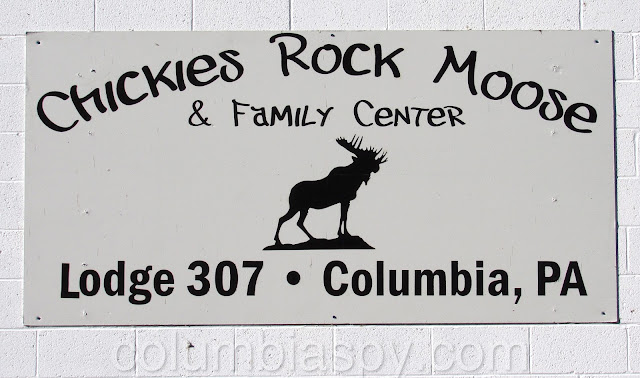 Chickies Rock Moose
& Family Center
Lodge 307 • Columbia, PA
columbiaspy.com